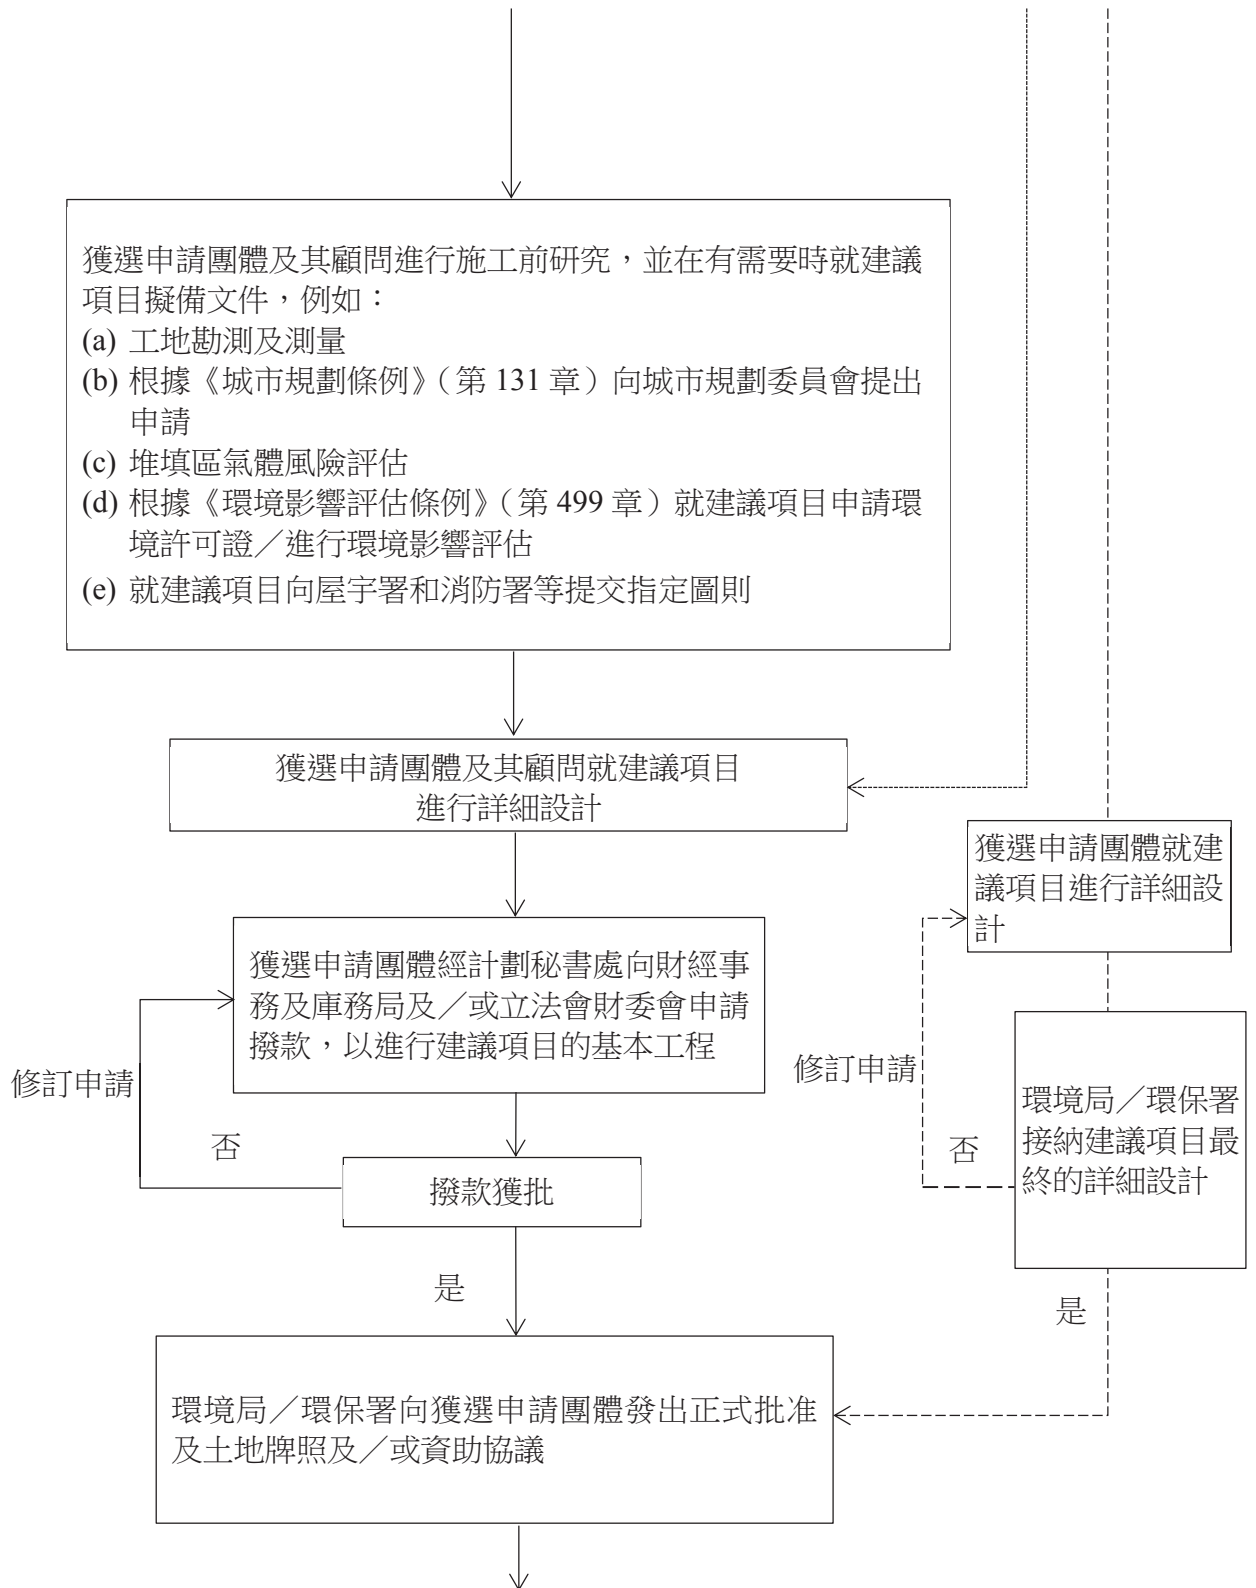 獲選申請團體及其顧問進行施工前研究，並在有需要時就建議
項目擬備文件，例如：
(a) 工地勘測及測量
(b) 根據《城市規劃條例》（第 131 章）向城市規劃委員會提出
申請
(c) 堆填區氣體風險評估
(d) 根據《環境影響評估條例》（第 499 章）就建議項目申請環
境許可證／進行環境影響評估
(e) 就建議項目向屋宇署和消防署等提交指定圖則
獲選申請團體及其顧問就建議項目
進行詳細設計
獲選申請團體就建
議項目進行詳細設
計
獲選申請團體經計劃秘書處向財經事
務及庫務局及／或立法會財委會申請
撥款，以進行建議項目的基本工程
修訂申請
否
撥款獲批
是
修訂申請
否
環境局／環保署
接納建議項目最
終的詳細設計
是
環境局／環保署向獲選申請團體發出正式批准
及土地牌照及／或資助協議